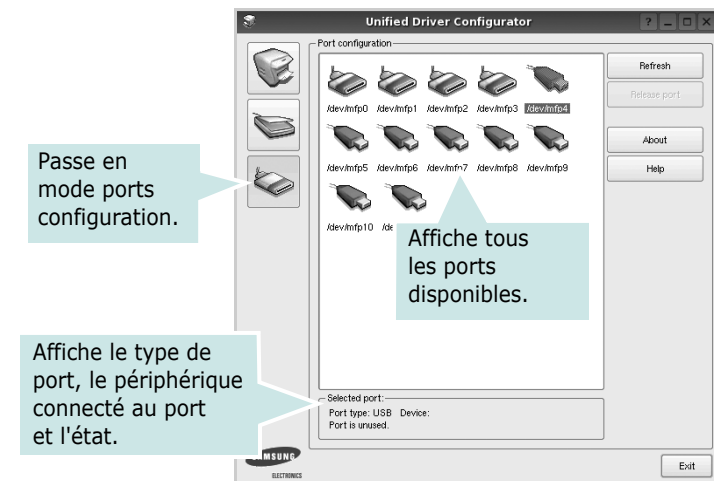 Unified Driver Configurator
Port configuration
/dev/mfp0 /dev/mfp1 /dev/mfp2 /dev/mfp3 /dev/mfp4
/dev/mfp5 /dev/mfp6 /dev/mfp7 /dev/mfp8 /dev/mfp9
/dev/mfp10
Refresh
Release port
About
Help
Passe en
mode ports
configuration.
Affiche tous
les ports
disponibles.
Affiche le type de
port, le périphérique
connecté au port
et l'état.
Selected port:
Port type: USB Device:
Port is unused.
ELECTRONICS
Exit